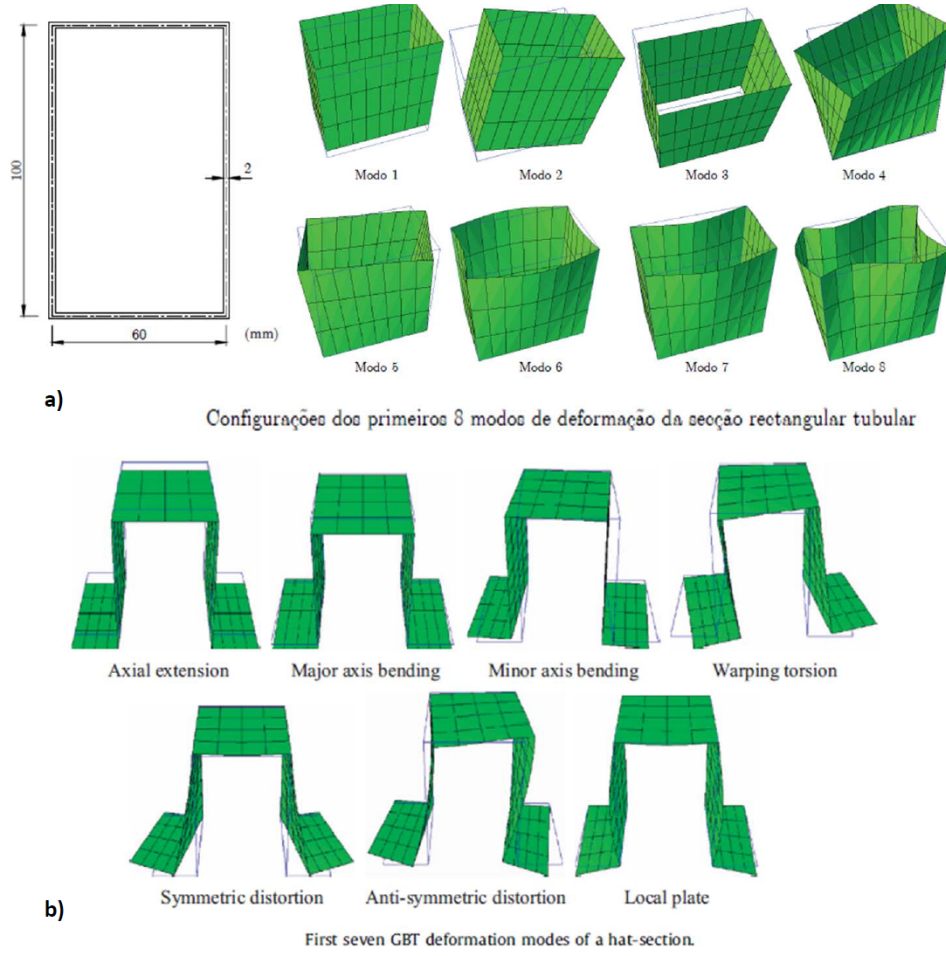 100
2
60
(mm)
Modo 1
Modo 2
Modo 3
Modo 4
Modo 5
Modo 6
Modo 7
Modo 8
a)
Configurações dos primeiros 8 modos de deformação da secção rectangular tubular
Axial extension
Major axis bending
Minor axis bending
Warping torsion
Symmetric distortion
Anti-symmetric distortion
Local plate
b)
First seven GBT deformation modes of a hat-section.